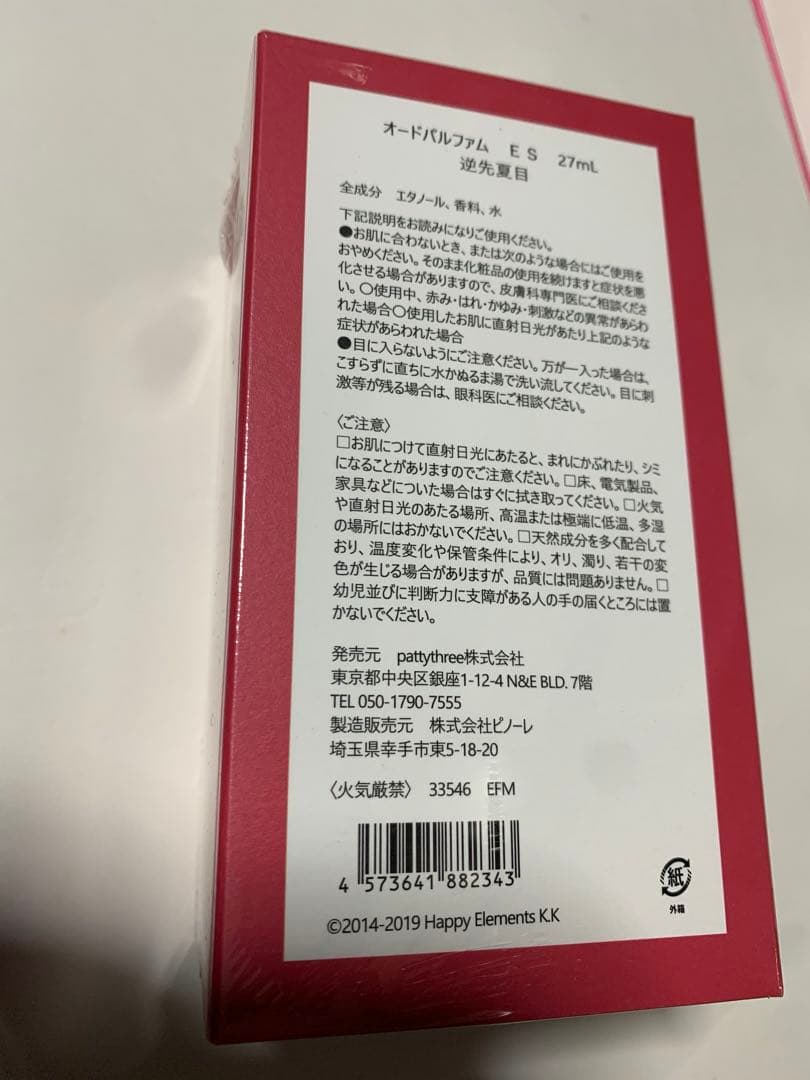 オードパルファム　ＥＳ　27mL
逆先夏目
全成分　エタノール、香料、水
下記説明をお読みになりご使用ください。
●お肌に合わないとき、または次のような場合にはご使用を
おやめください。そのまま化粧品の使用を続けますと症状を悪
化させる場合がありますので、皮膚科専門医にご相談くださ
い。〇使用中、赤み・はれ・かゆみ・刺激などの異常があらわ
れた場合〇使用したお肌に直射日光があたり上記のような
症状があらわれた場合
●目に入らないようにご注意ください。万が一入った場合は、
こすらずに直ちに水かぬるま湯で洗い流してください。目に刺
激等が残る場合は、眼科医にご相談ください。
〈ご注意〉
□お肌につけて直射日光にあたると、まれにかぶれたり、シミ
になることがありますのでご注意ください。□床、電気製品、
家具などについた場合はすぐに拭き取ってください。□火気
や直射日光のあたる場所、高温または極端に低温、多湿
の場所にはおかないでください。□天然成分を多く配合して
おり、温度変化や保管条件により、オリ、濁り、若干の変
色が生じる場合がありますが、品質には問題ありません。□
幼児並びに判断力に支障がある人の手の届くところには置
かないでください。
発売元　pattythree株式会社
東京都中央区銀座1-12-4 N&E BLD. 7階
TEL 050-1790-7555
製造販売元　株式会社ピノーレ
埼玉県幸手市東5-18-20
〈火気厳禁〉　33546　EFM
4 573641 882343
紙
外箱
©2014-2019 Happy Elements K.K